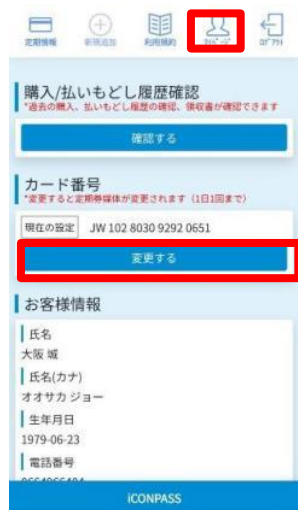 定期情報 新規追加 利用規約 ﾏｲﾍﾟｰｼﾞ ﾛｸﾞｱｳﾄ
購入/払いもどし履歴確認
*過去の購入、払いもどし履歴の確認、領収書が確認できます
確認する
カード番号
*変更すると定期券媒体が変更されます（1日1回まで）
現在の設定 JW 102 8030 9292 0651
変更する
お客様情報
氏名
大阪 城
氏名(カナ)
オオサカ ジョー
生年月日
1979-06-23
電話番号
iCONPASS